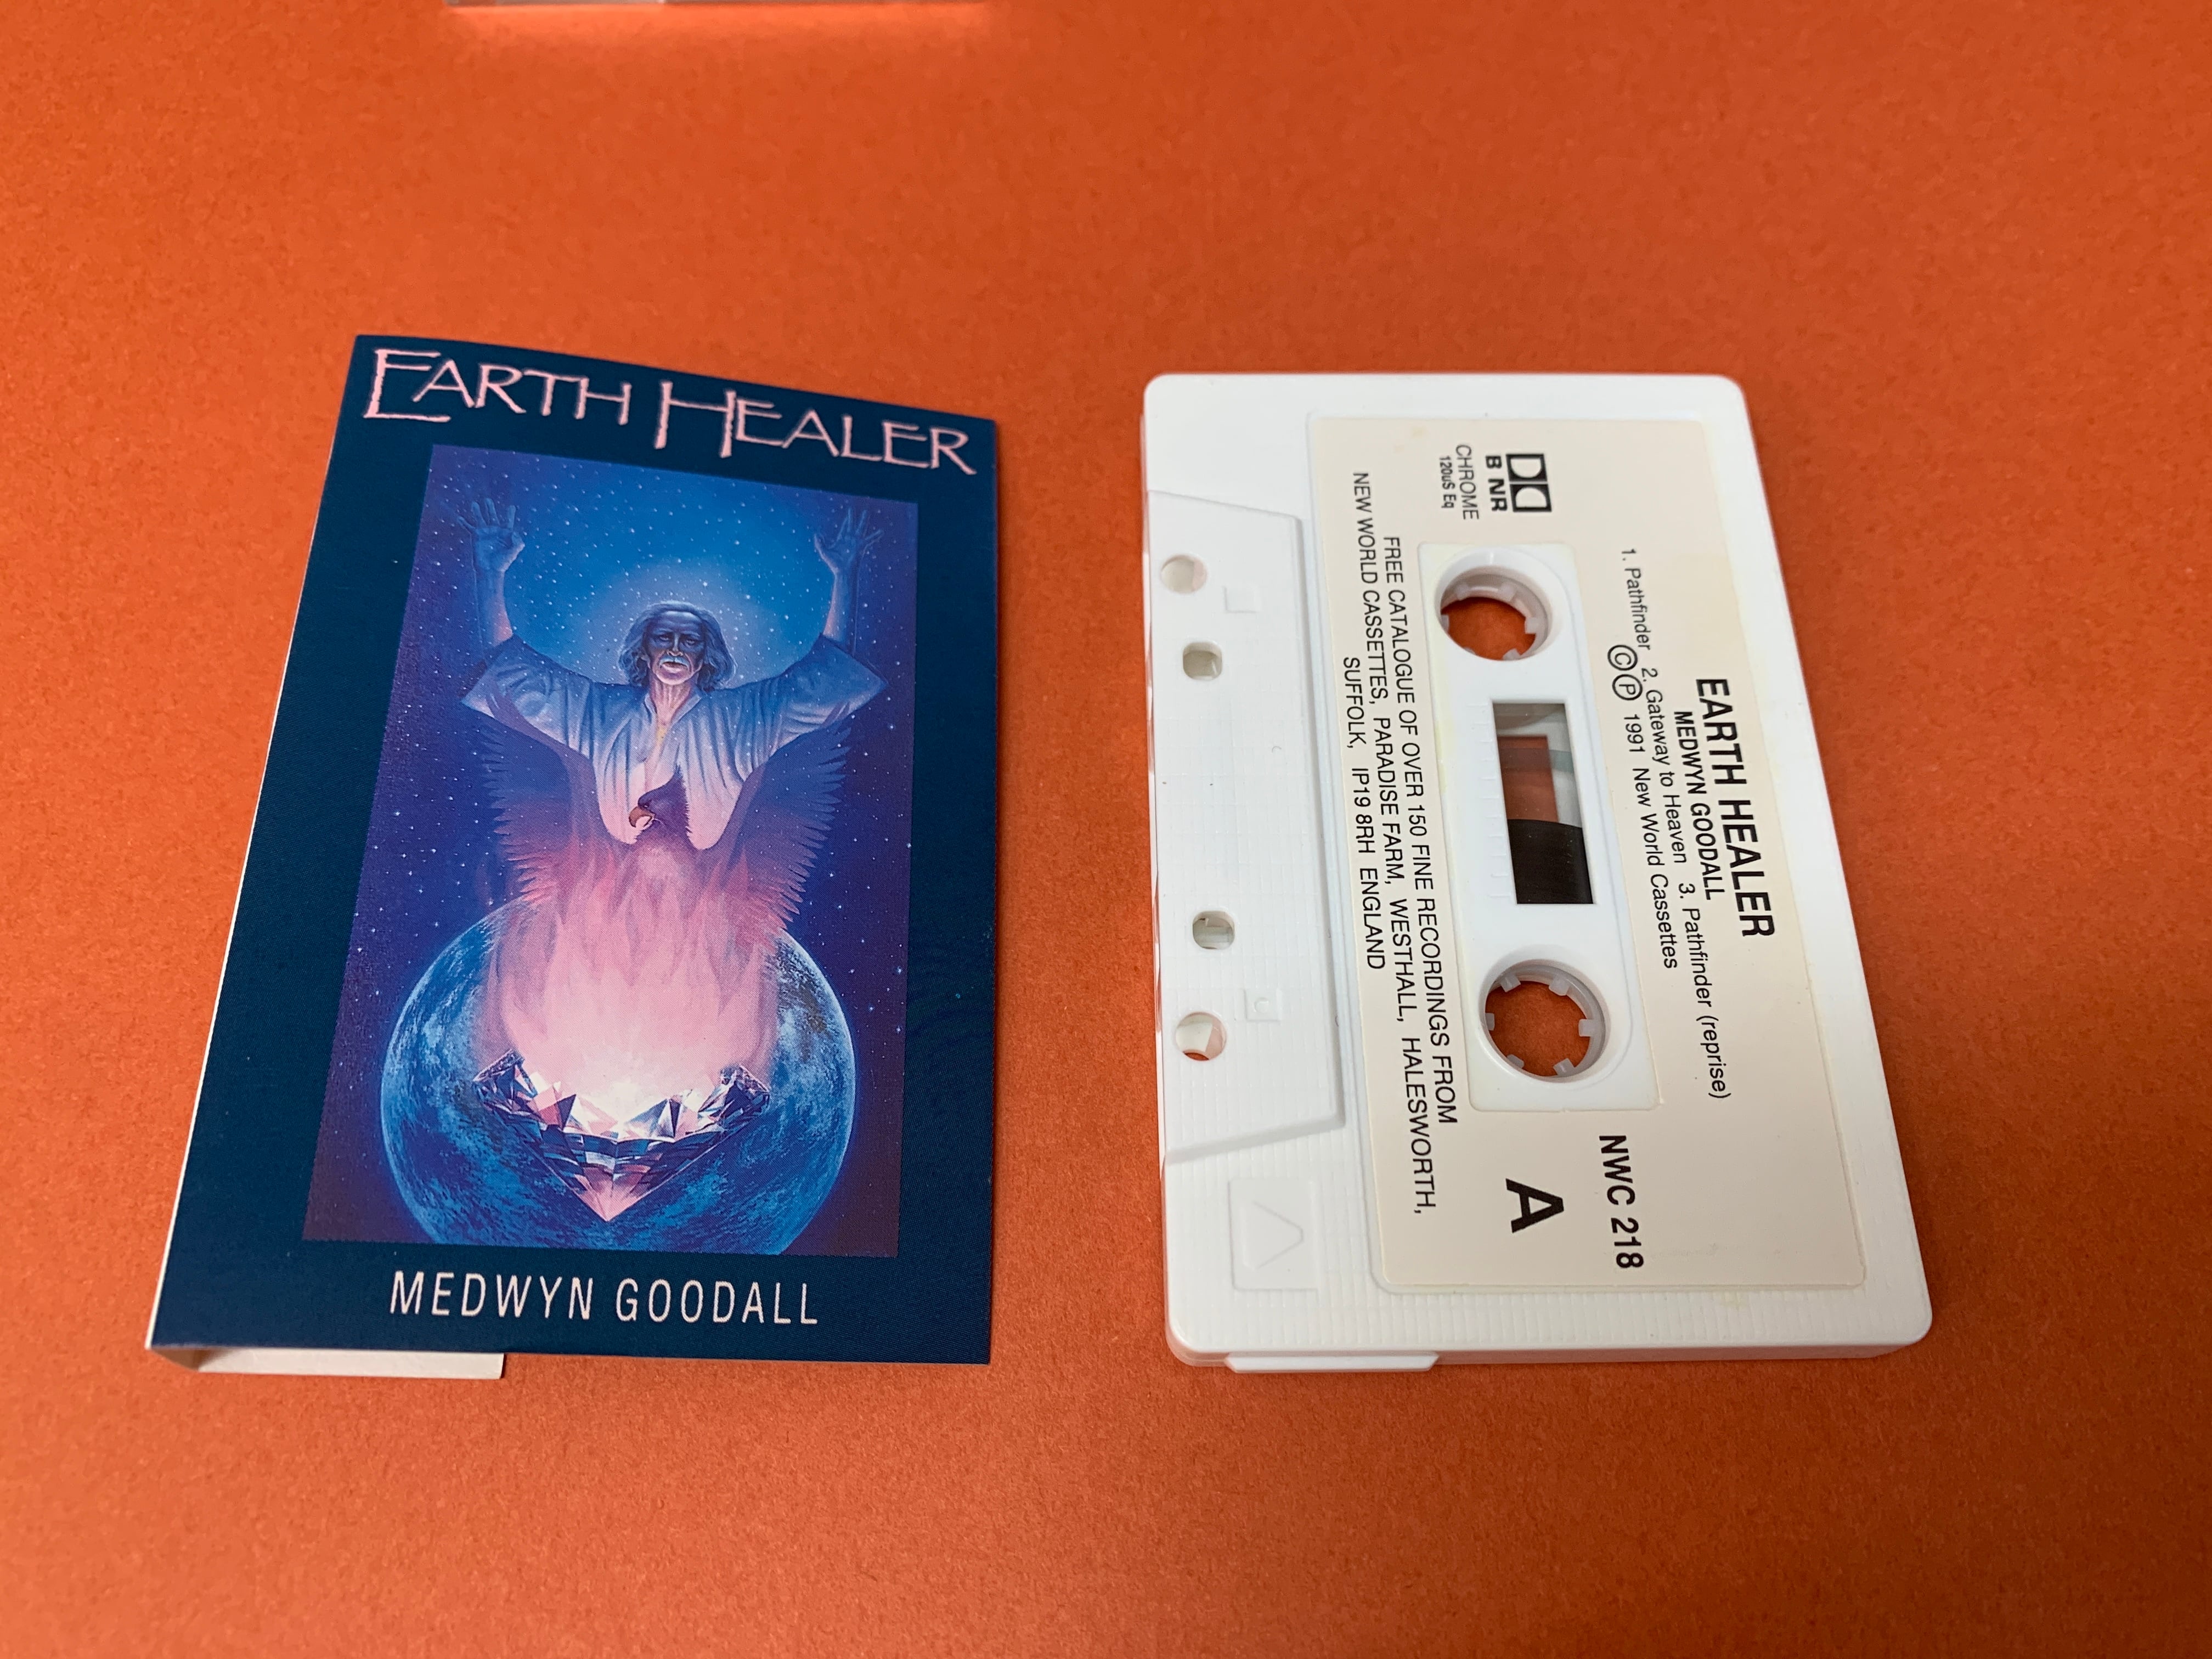 EARTH HEALER
MEDWYN GOODALL
EARTH HEALER
MEDWYN GOODALL
1. Pathfinder 2. Gateway to Heaven 3. Pathfinder (reprise)
Ⓒ Ⓟ 1991 New World Cassettes
B NR
CHROME
120uS Eq
NWC 218
A
FREE CATALOGUE OF OVER 150 FINE RECORDINGS FROM
NEW WORLD CASSETTES, PARADISE FARM, WESTHALL, HALESWORTH,
SUFFOLK, IP19 8RH ENGLAND